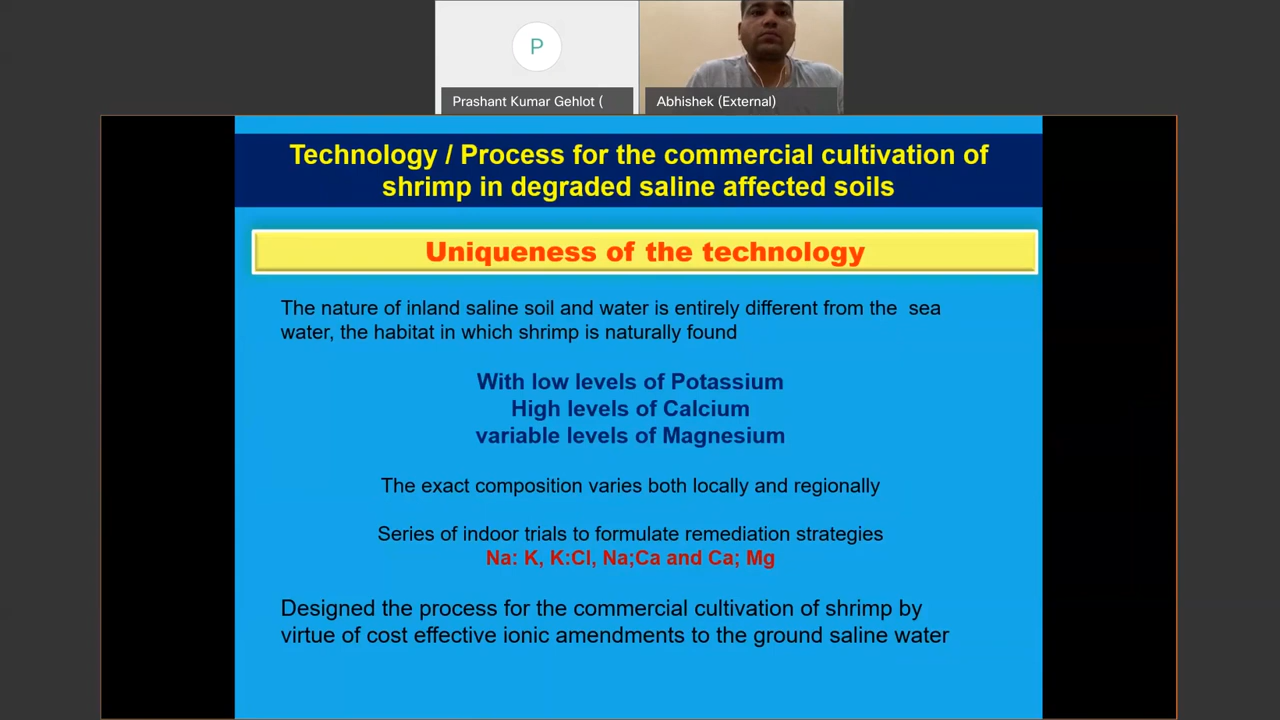 P
Prashant Kumar Gehlot (
Abhishek (External)
Technology / Process for the commercial cultivation of
shrimp in degraded saline affected soils
Uniqueness of the technology
The nature of inland saline soil and water is entirely different from the sea
water, the habitat in which shrimp is naturally found
With low levels of Potassium
High levels of Calcium
variable levels of Magnesium
The exact composition varies both locally and regionally
Series of indoor trials to formulate remediation strategies
Na: K, K:Cl, Na;Ca and Ca; Mg
Designed the process for the commercial cultivation of shrimp by
virtue of cost effective ionic amendments to the ground saline water